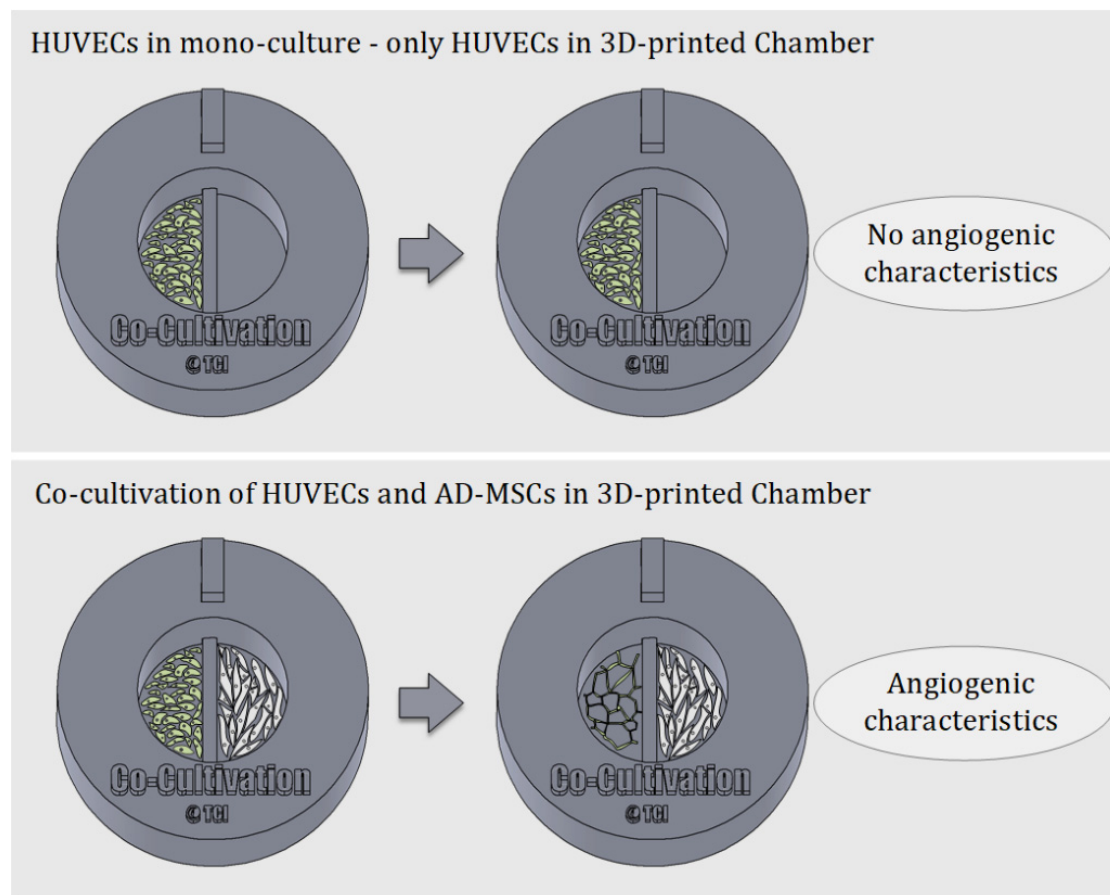 HUVECs in mono-culture - only HUVECs in 3D-printed Chamber
Co-Cultivation
@TCI
Co-Cultivation
@TCI
No angiogenic
characteristics
Co-cultivation of HUVECs and AD-MSCs in 3D-printed Chamber
Co-Cultivation
@TCI
Co-Cultivation
@TCI
Angiogenic
characteristics